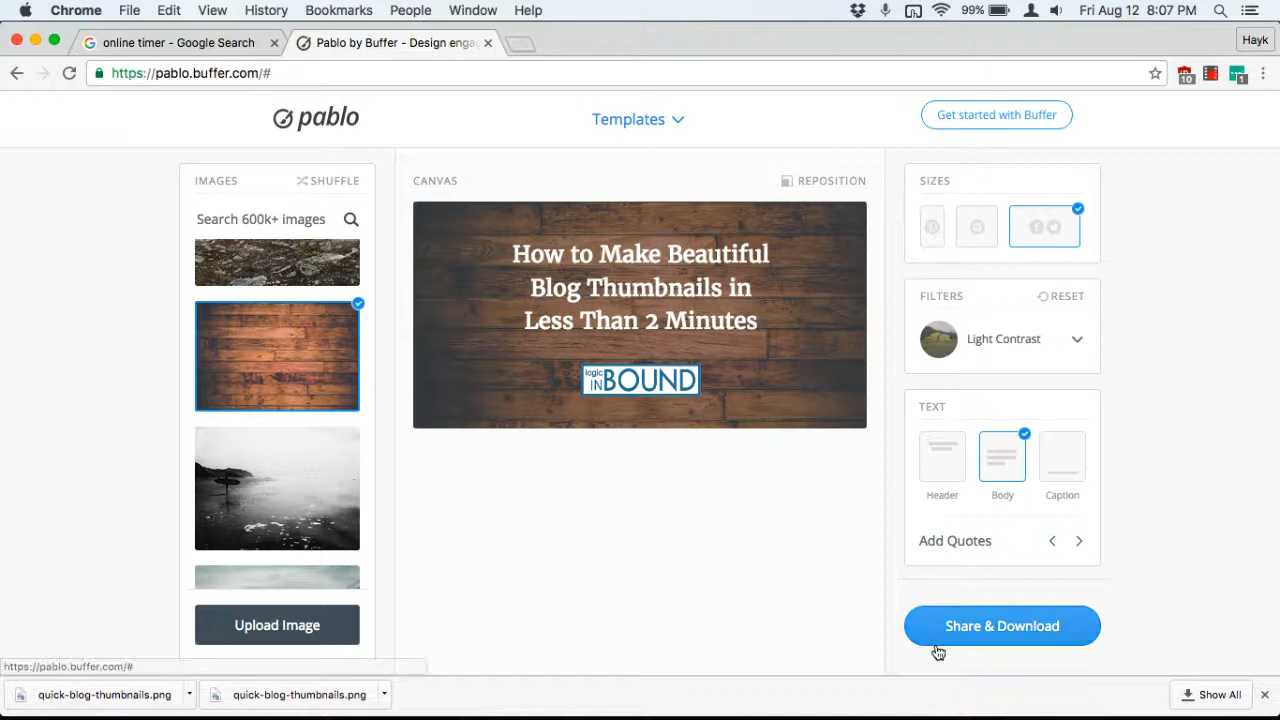 Chrome File Edit View History Bookmarks People Window Help 99% Fri Aug 12 8:07 PM
online timer - Google Search
Pablo by Buffer - Design enga
Hayk
https://pablo.buffer.com/#
10
1
pablo
Templates
Get started with Buffer
IMAGES
SHUFFLE
Search 600k+ images
Upload Image
CANVAS
REPOSITION
How to Make Beautiful
Blog Thumbnails in
Less Than 2 Minutes
logic
INBOUND
SIZES
FILTERS
RESET
Light Contrast
TEXT
Header
Body
Caption
Add Quotes
Share & Download
https://pablo.buffer.com/#
quick-blog-thumbnails.png
quick-blog-thumbnails.png
Show All